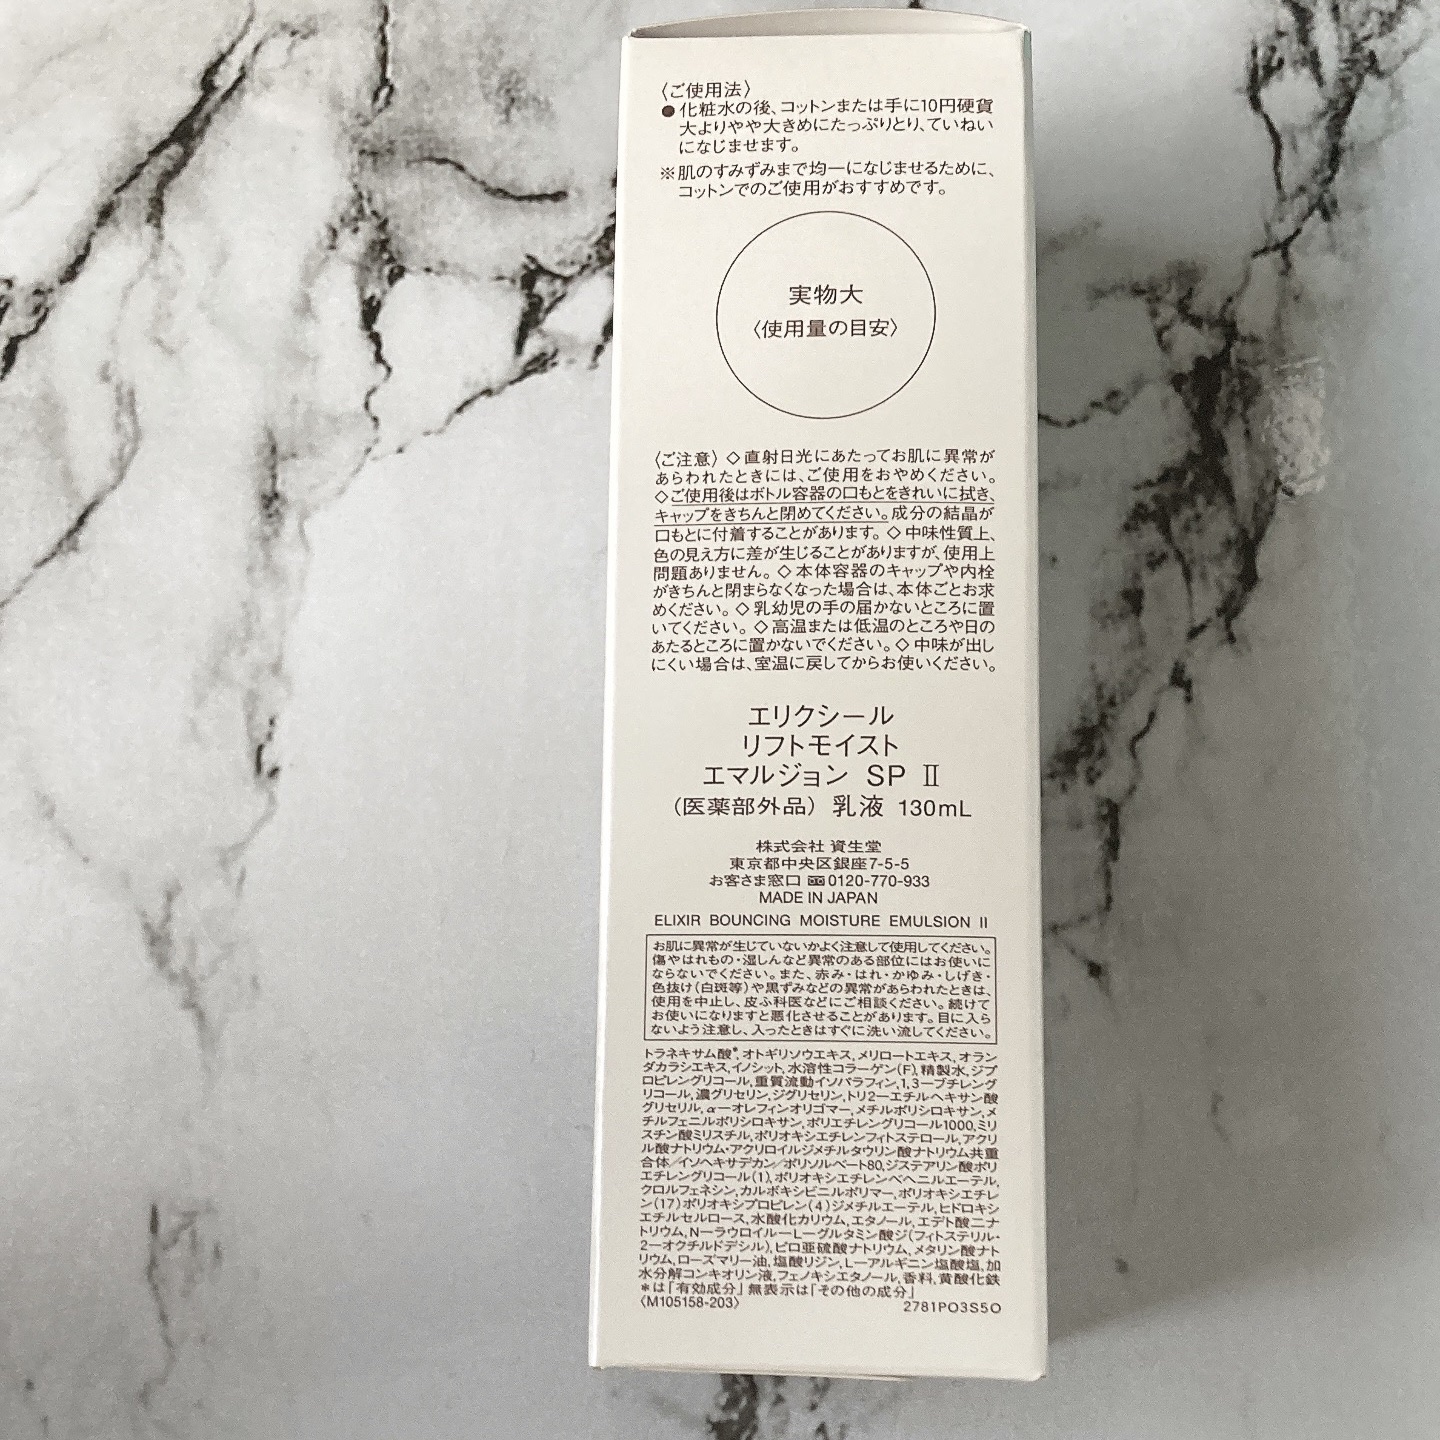 〈ご使用法〉
●化粧水の後、コットンまたは手に10円硬貨
大よりやや大きめにたっぷりとり、ていねい
になじませます。
※肌のすみずみまで均一になじませるために、
コットンでのご使用がおすすめです。
実物大
〈使用量の目安〉
〈ご注意〉◇直射日光にあたってお肌に異常が
あらわれたときには、ご使用をおやめください。
◇ご使用後はボトル容器の口もとをきれいに拭き、
キャップをきちんと閉めてください。成分の結晶が
口もとに付着することがあります。◇中味性質上、
色の見え方に差が生じることがありますが、使用上
問題ありません。◇本体容器のキャップや内栓
がきちんと閉まらなくなった場合は、本体ごとお求
めください。◇乳幼児の手の届かないところに置
いてください。◇高温または低温のところや日の
あたるところに置かないでください。◇中味が出し
にくい場合は、室温に戻してからお使いください。
エリクシール
リフトモイスト
エマルジョン SP Ⅱ
(医薬部外品) 乳液 130mL
株式会社 資生堂
東京都中央区銀座7-5-5
お客さま窓口 0120-770-933
MADE IN JAPAN
ELIXIR BOUNCING MOISTURE EMULSION II
お肌に異常が生じていないかよく注意して使用してください。
傷やはれもの・湿しんなど異常のある部位にはお使いに
ならないでください。また、赤み・はれ・かゆみ・しげき・
色抜け(白斑等)や黒ずみなどの異常があらわれたときは、
使用を中止し、皮ふ科医などにご相談ください。続けて
お使いになりますと悪化させることがあります。目に入ら
ないよう注意し、入ったときはすぐに洗い流してください。
トラネキサム酸*,オトギリソウエキス,メリロートエキス,オラン
ダカラシエキス,イノシット,水溶性コラーゲン(F),精製水,ジプ
ロピレングリコール,重質流動イソパラフィン,1,3ーブチレング
リコール,濃グリセリン,ジグリセリン,トリ2ーエチルヘキサン酸
グリセリル,αーオレフィンオリゴマー,メチルポリシロキサン,メ
チルフェニルポリシロキサン,ポリエチレングリコール1000,ミリ
スチン酸ミリスチル,ポリオキシエチレンフィトステロール,アクリ
ル酸ナトリウム・アクリロイルジメチルタウリン酸ナトリウム共重
合体/イソヘキサデカン/ポリソルベート80,ジステアリン酸ポリ
エチレングリコール(1),ポリオキシエチレンベヘニルエーテル,
クロルフェネシン,カルボキシビニルポリマー,ポリオキシエチレ
ン(17)ポリオキシプロピレン(4)ジメチルエーテル,ヒドロキシ
エチルセルロース,水酸化カリウム,エタノール,エデト酸二ナ
トリウム,NーラウロイルーLーグルタミン酸ジ(フィトステリル・
2ーオクチルドデシル),ピロ亜硫酸ナトリウム,メタリン酸ナト
リウム,ローズマリー油,塩酸リジン,Lーアルギニン塩酸塩,加
水分解コンキオリン液,フェノキシエタノール,香料,黄酸化鉄
*は「有効成分」無表示は「その他の成分」
〈M105158-203〉 2781PO3S5O